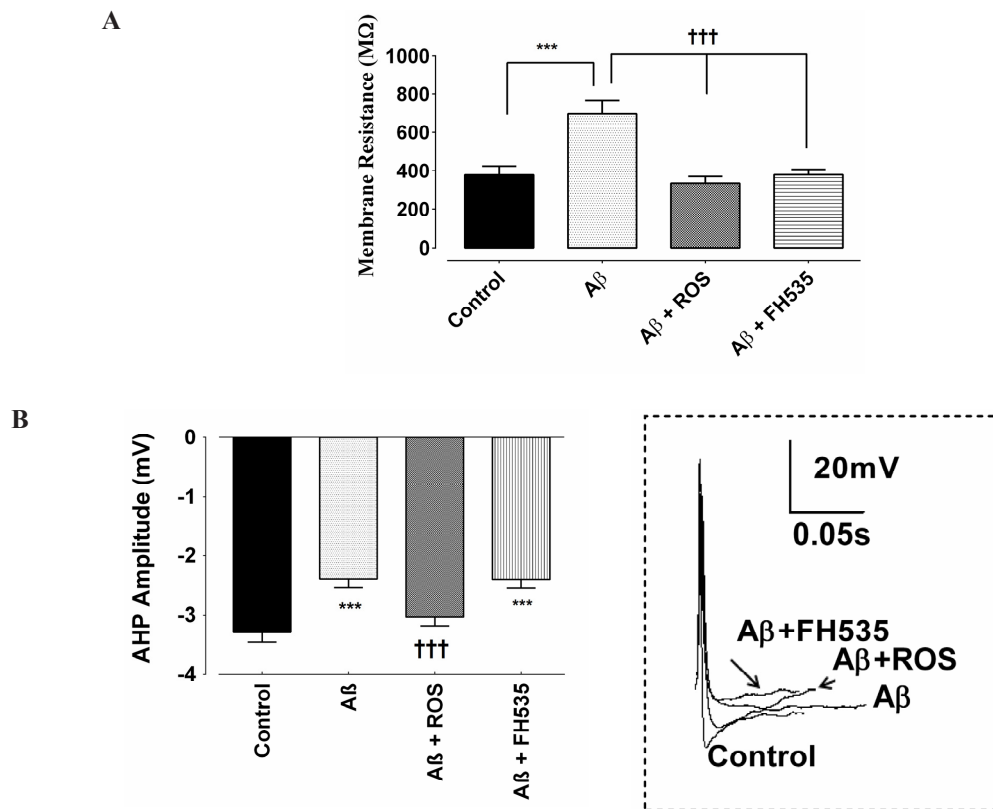 A
Membrane Resistance (MΩ)
1000
800
600
400
200
0
***
†††
Control
Aβ
Aβ + ROS
Aβ + FH535
B
AHP Amplitude (mV)
0
-1
-2
-3
-4
***
†††
***
Control
Aß
Aß + ROS
Aß + FH535
20mV
0.05s
Aβ+FH535
Aβ+ROS
Aβ
Control